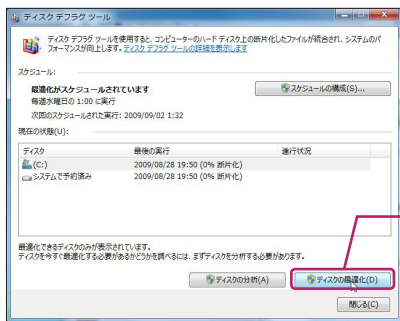 ディスク デフラグ ツール
ディスク デフラグ ツールを使用すると、コンピューターのハード ディスク上の断片化したファイルが統合され、システムのパ
フォーマンスが向上します。ディスク デフラグ ツールの詳細を表示します
スケジュール:
最適化がスケジュールされています
スケジュールの構成(S)...
毎週水曜日の 1:00 に実行
次回のスケジュールされた実行: 2009/09/02 1:32
現在の状態(U):
ディスク 最後の実行 進行状況
(C:) 2009/08/28 19:50 (0% 断片化)
システムで予約済み 2009/08/28 19:50 (0% 断片化)
最適化できるディスクのみが表示されています。
ディスクを今すぐ最適化する必要があるかどうかを調べるには、まずディスクを分析する必要があります。
ディスクの分析(A) ディスクの最適化(D)
閉じる(C)